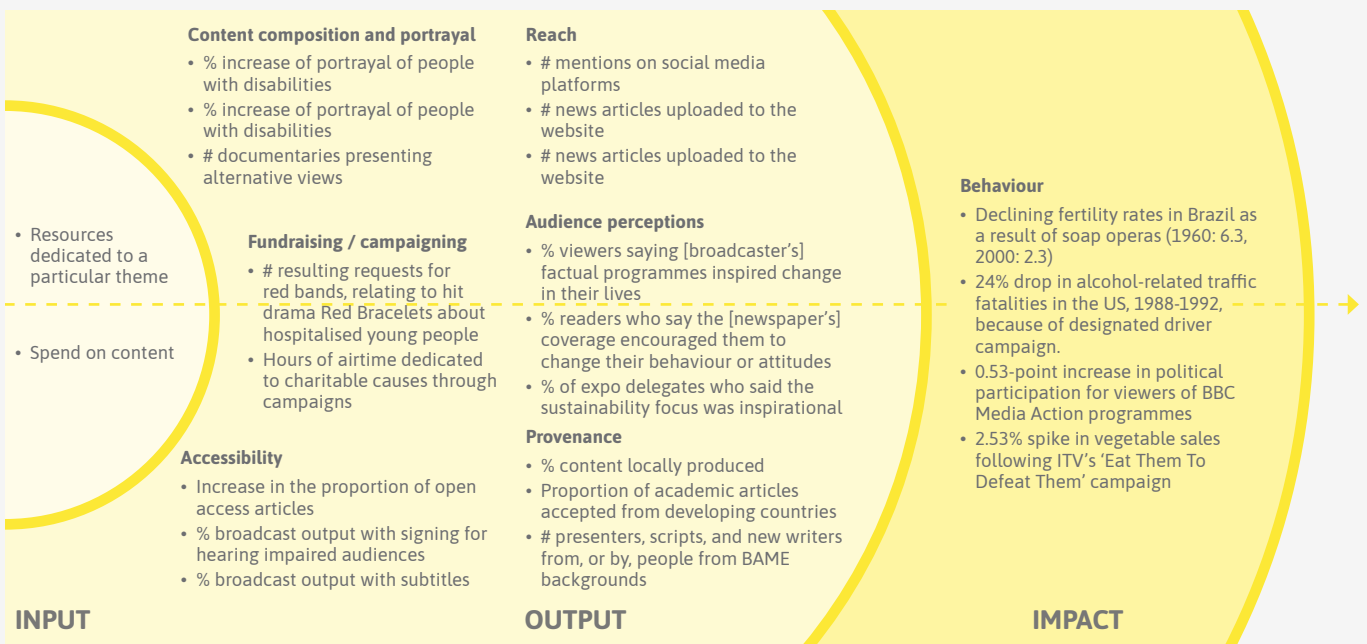 Content composition and portrayal
• % increase of portrayal of people
with disabilities
• % increase of portrayal of people
with disabilities
• # documentaries presenting
alternative views
Reach
• # mentions on social media
platforms
• # news articles uploaded to the
website
• # news articles uploaded to the
website
• Resources
dedicated to a
particular theme
• Spend on content
Fundraising / campaigning
• # resulting requests for
red bands, relating to hit
drama Red Bracelets about
hospitalised young people
• Hours of airtime dedicated
to charitable causes through
campaigns
Audience perceptions
• % viewers saying [broadcaster's]
factual programmes inspired change
in their lives
• % readers who say the [newspaper's]
coverage encouraged them to
change their behaviour or attitudes
• % of expo delegates who said the
sustainability focus was inspirational
Accessibility
• Increase in the proportion of open
access articles
• % broadcast output with signing for
hearing impaired audiences
• % broadcast output with subtitles
Provenance
• % content locally produced
• Proportion of academic articles
accepted from developing countries
• # presenters, scripts, and new writers
from, or by, people from BAME
backgrounds
Behaviour
• Declining fertility rates in Brazil as
a result of soap operas (1960: 6.3,
2000: 2.3)
• 24% drop in alcohol-related traffic
fatalities in the US, 1988-1992,
because of designated driver
campaign.
• 0.53-point increase in political
participation for viewers of BBC
Media Action programmes
• 2.53% spike in vegetable sales
following ITV's ‘Eat Them To
Defeat Them’ campaign
INPUT
OUTPUT
IMPACT